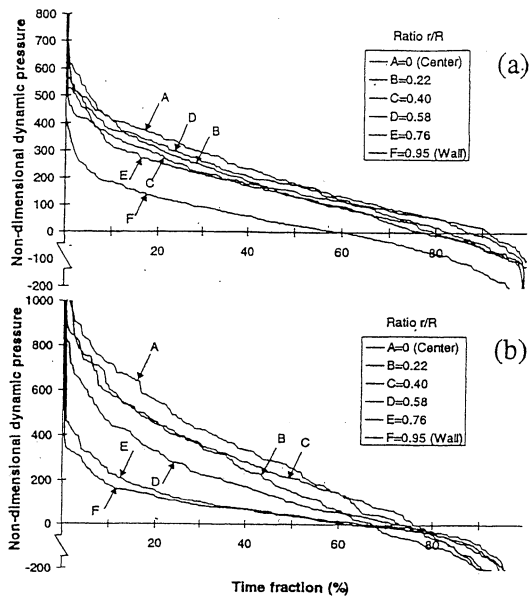 (a)
Non-dimensional dynamic pressure
800
700
600
500
400
300
200
100
0
-100
-200
20
40
60
80
Ratio r/R
A=0 (Center)
B=0.22
C=0.40
D=0.58
E=0.76
F=0.95 (Wall)
A
D
B
E
C
F
(b)
Non-dimensional dynamic pressure
1000
800
600
400
200
0
-200
20
40
60
80
Ratio r/R
A=0 (Center)
B=0.22
C=0.40
D=0.58
E=0.76
F=0.95 (Wall)
A
B
C
E
D
F
Time fraction (%)